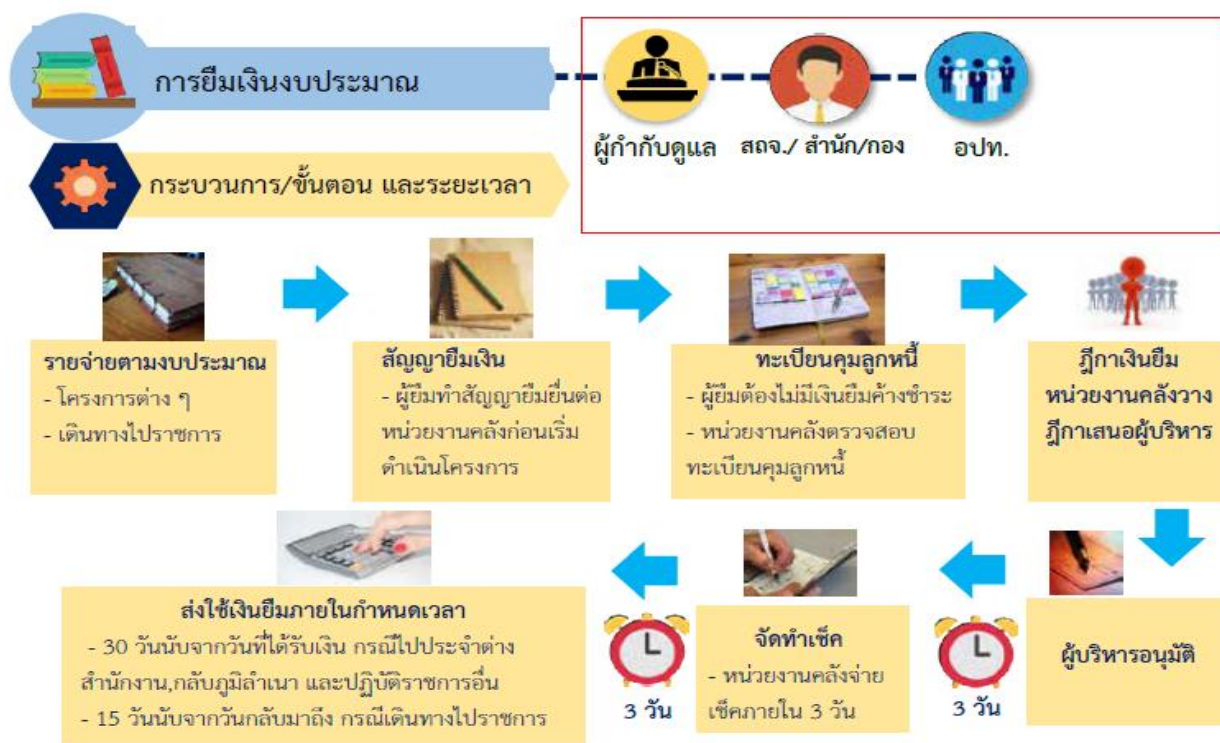 การยืมเงินงบประมาณ
ผู้กำกับดูแล
สถจ./ สำนัก/กอง
อปท.
กระบวนการ/ขั้นตอน และระยะเวลา
รายจ่ายตามงบประมาณ
- โครงการต่าง ๆ
- เดินทางไปราชการ
สัญญายืมเงิน
- ผู้ยืมทำสัญญายืมยื่นต่อ
หน่วยงานคลังก่อนเริ่ม
ดำเนินโครงการ
ทะเบียนคุมลูกหนี้
- ผู้ยืมต้องไม่มีเงินยืมค้างชำระ
- หน่วยงานคลังตรวจสอบ
ทะเบียนคุมลูกหนี้
ฎีกาเงินยืม
หน่วยงานคลังวาง
ฎีกาเสนอผู้บริหาร
ผู้บริหารอนุมัติ
3 วัน
จัดทำเช็ค
- หน่วยงานคลังจ่าย
เช็คภายใน 3 วัน
3 วัน
ส่งใช้เงินยืมภายในกำหนดเวลา
- 30 วันนับจากวันที่ได้รับเงิน กรณีไปประจำต่าง
สำนักงาน,กลับภูมิลำเนา และปฏิบัติราชการอื่น
- 15 วันนับจากวันกลับมาถึง กรณีเดินทางไปราชการ